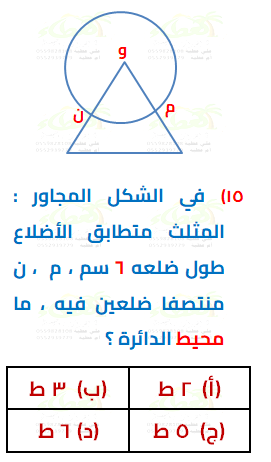 و
م
ن
١٥) في الشكل المجاور :
المثلث متطابق الأضلاع
طول ضلعه ٦ سم ، م ، ن
منتصفا ضلعين فيه ، ما
محيط الدائرة ؟
(أ) ٢ ط (ب) ٣ ط
(ج) ٥ ط (د) ٦ ط